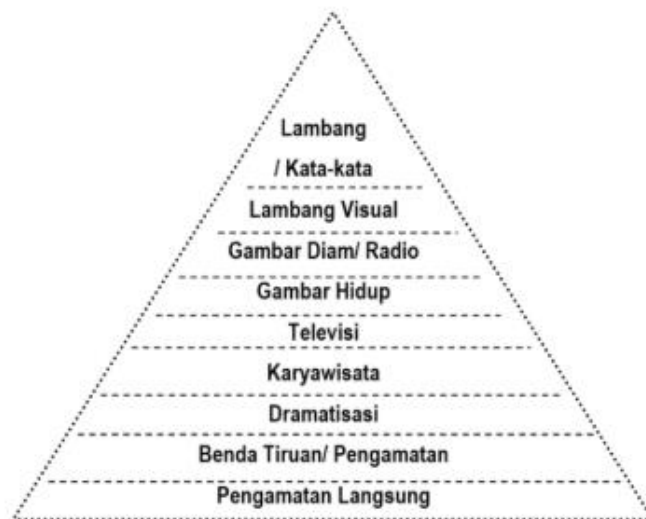 Lambang
/ Kata-kata
Lambang Visual
Gambar Diam/ Radio
Gambar Hidup
Televisi
Karyawisata
Dramatisasi
Benda Tiruan/ Pengamatan
Pengamatan Langsung